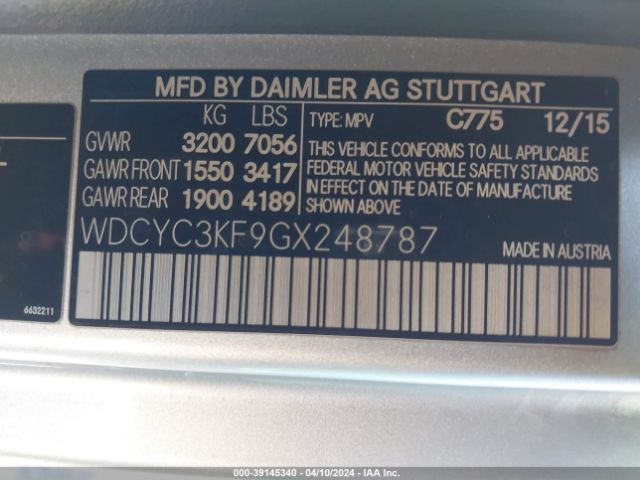 MFD BY DAIMLER AG STUTTGART
KG LBS
GVWR 3200 7056
GAWR FRONT 1550 3417
GAWR REAR 1900 4189
TYPE: MPV C775 12/15
THIS VEHICLE CONFORMS TO ALL APPLICABLE
FEDERAL MOTOR VEHICLE SAFETY STANDARDS
IN EFFECT ON THE DATE OF MANUFACTURE
SHOWN ABOVE
WDCYC3KF9GX248787
MADE IN AUSTRIA
6632211
000-39145340 - 04/10/2024 - IAA Inc.